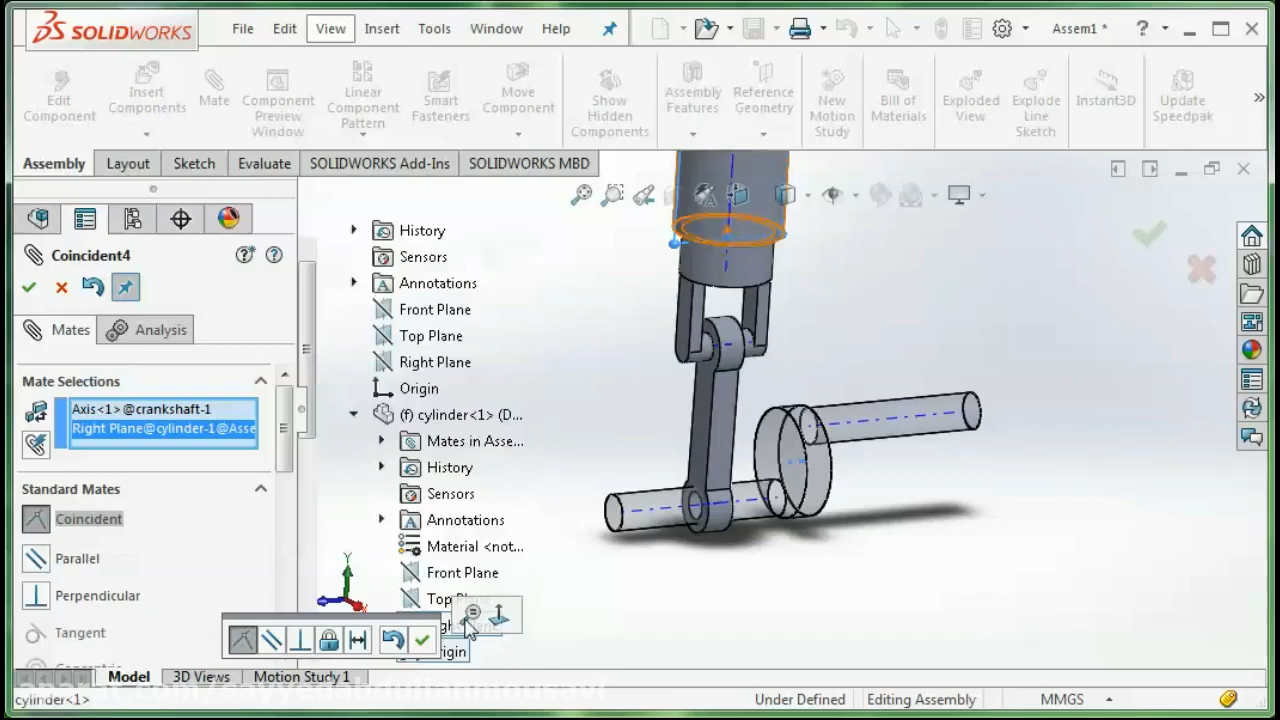 SOLIDWORKS
File Edit View Insert Tools Window Help
Assem1 *
Edit Component
Insert Components
Mate
Component Preview Window
Linear Component Pattern
Smart Fasteners
Move Component
Show Hidden Components
Assembly Features
Reference Geometry
New Motion Study
Bill of Materials
Exploded View
Explode Line Sketch
Instant3D
Update Speedpak
Assembly Layout Sketch Evaluate SOLIDWORKS Add-Ins SOLIDWORKS MBD
Coincident4
Mates Analysis
Mate Selections
Axis<1>@crankshaft-1
Right Plane@cylinder-1@Asse
Standard Mates
Coincident
Parallel
Perpendicular
Tangent
History
Sensors
Annotations
Front Plane
Top Plane
Right Plane
Origin
(f) cylinder<1> (D...
Mates in Asse...
History
Sensors
Annotations
Material <not...
Front Plane
Y
X
Model 3D Views Motion Study 1
cylinder<1>
Under Defined Editing Assembly MMGS